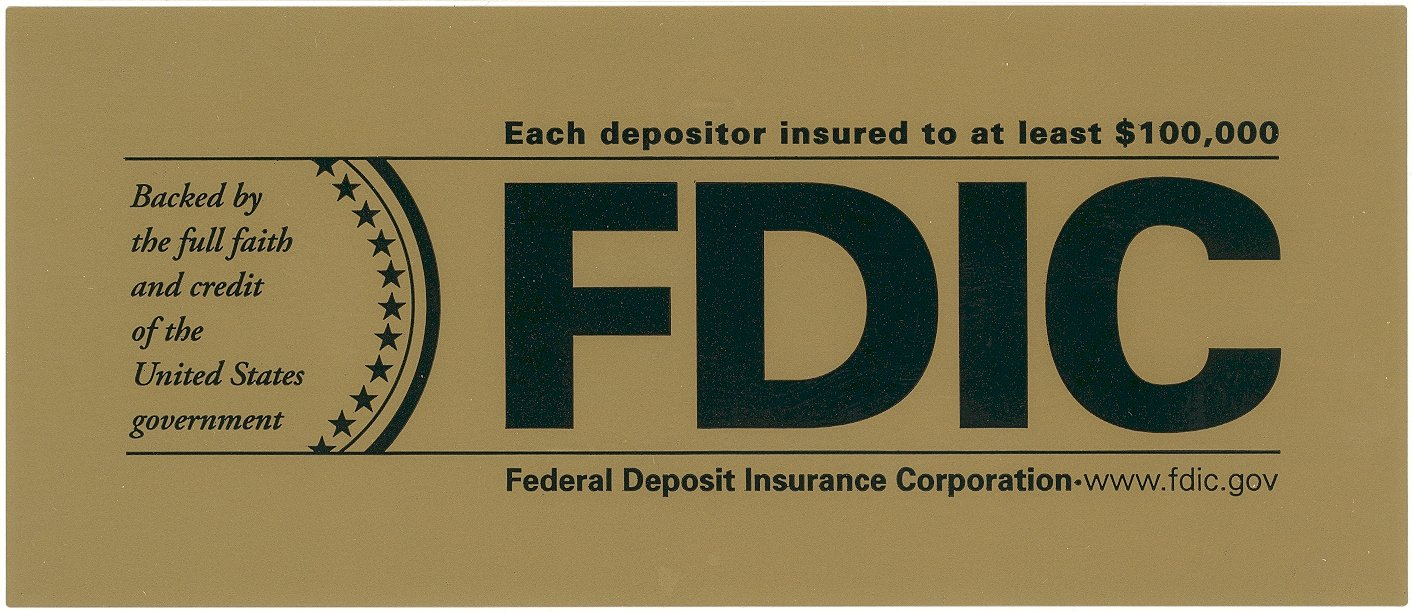 Each depositor insured to at least $100,000
Backed by
the full faith
and credit
of the
United States
government
FDIC
Federal Deposit Insurance Corporation•www.fdic.gov